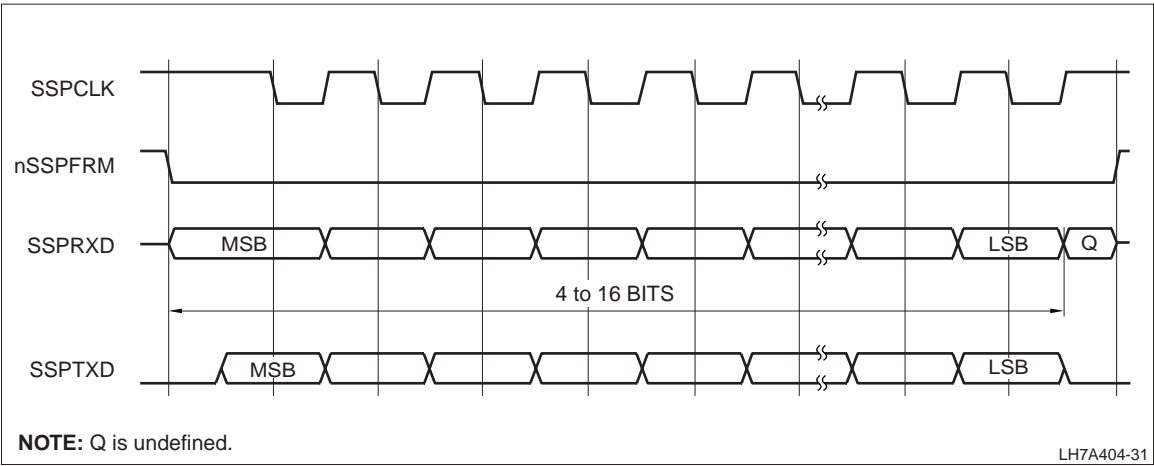 SSPCLK
nSSPFRM
SSPRXD
MSB
LSB
Q
4 to 16 BITS
SSPTXD
MSB
LSB
NOTE: Q is undefined.
LH7A404-31